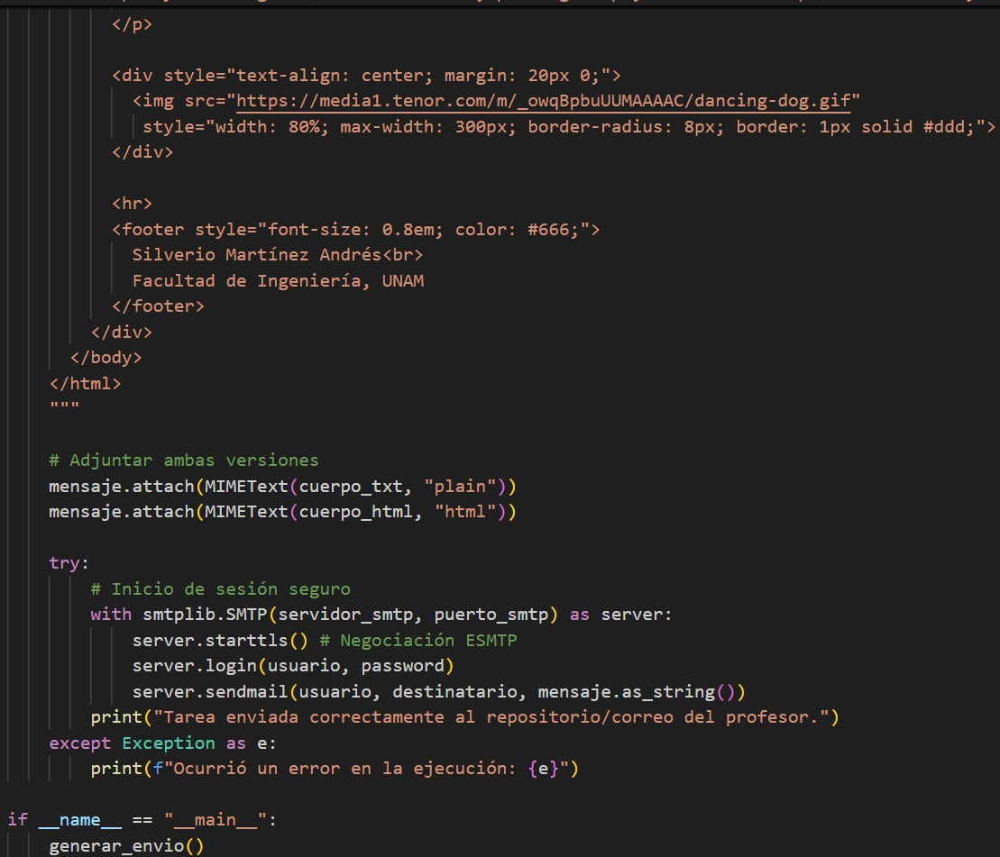 </p>
<div style="text-align: center; margin: 20px 0;">
<img src="https://media1.tenor.com/m/_owqBpbuUUMAAAAC/dancing-dog.gif"
style="width: 80%; max-width: 300px; border-radius: 8px; border: 1px solid #ddd;">
</div>
<hr>
<footer style="font-size: 0.8em; color: #666;">
Silverio Martínez Andrés<br>
Facultad de Ingeniería, UNAM
</footer>
</div>
</body>
</html>
"""
# Adjuntar ambas versiones
mensaje.attach(MIMEText(cuerpo_txt, "plain"))
mensaje.attach(MIMEText(cuerpo_html, "html"))
try:
# Inicio de sesión seguro
with smtplib.SMTP(servidor_smtp, puerto_smtp) as server:
server.starttls() # Negociación ESMTP
server.login(usuario, password)
server.sendmail(usuario, destinatario, mensaje.as_string())
print("Tarea enviada correctamente al repositorio/correo del profesor.")
except Exception as e:
print(f"Ocurrió un error en la ejecución: {e}")
if __name__ == "__main__":
generar_envio()